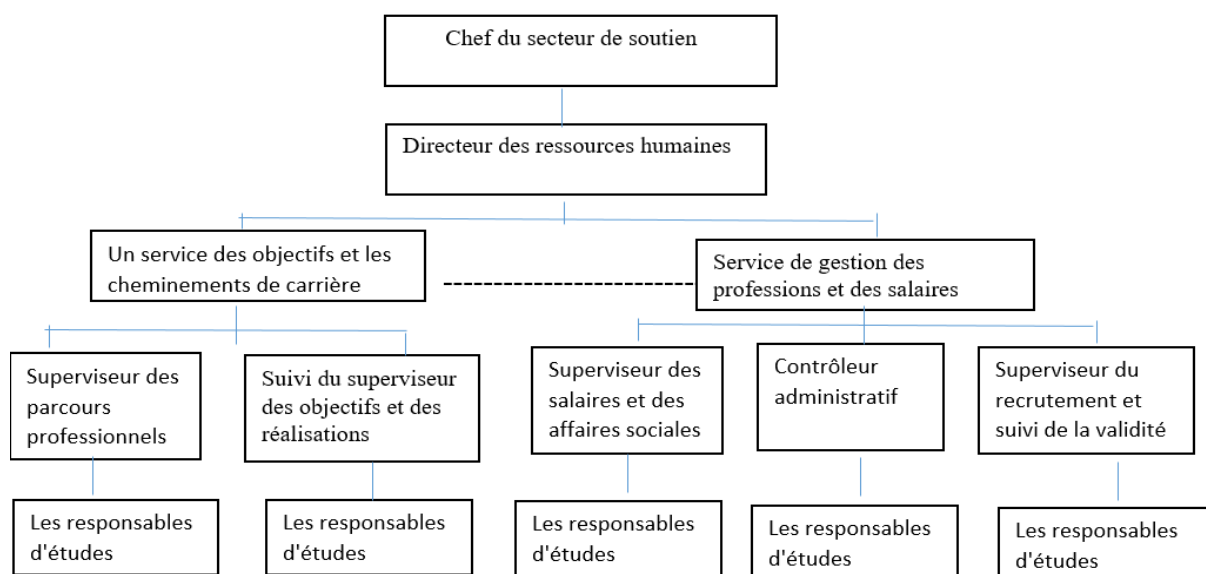 Chef du secteur de soutien
Directeur des ressources humaines
Un service des objectifs et les
cheminements de carrière
Service de gestion des
professions et des salaires
Superviseur des
parcours
professionnels
Suivi du superviseur
des objectifs et des
réalisations
Superviseur des
salaires et des
affaires sociales
Contrôleur
administratif
Superviseur du
recrutement et
suivi de la validité
Les responsables
d'études
Les responsables
d'études
Les responsables
d'études
Les responsables
d'études
Les responsables
d'études